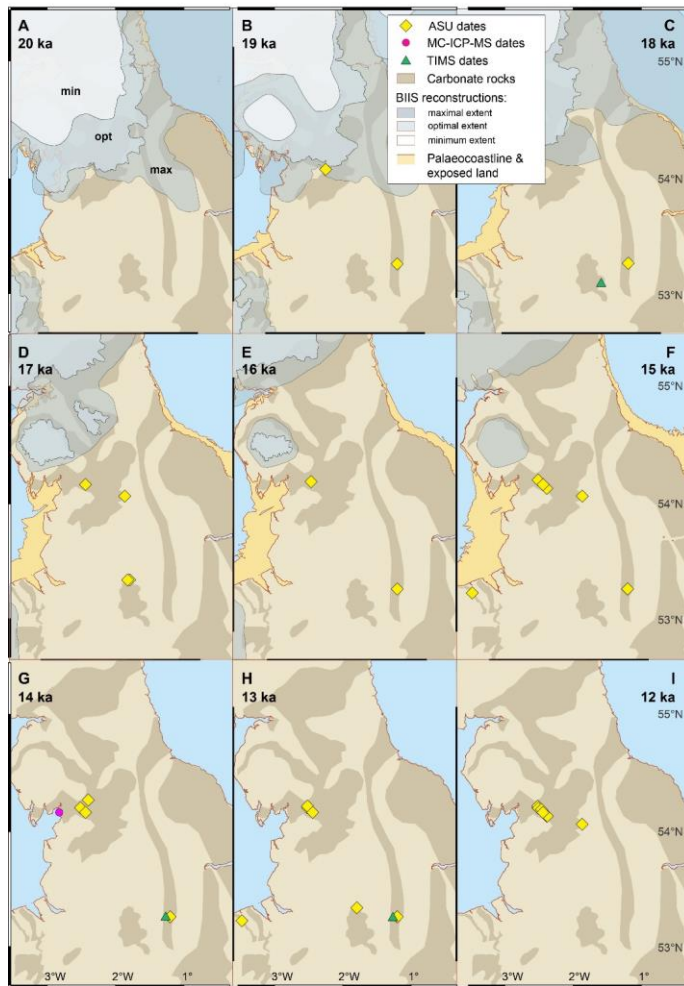 A
20 ka
min
opt
max
B
19 ka
ASU dates
MC-ICP-MS dates
TIMS dates
Carbonate rocks
BIIS reconstructions:
maximal extent
optimal extent
minimum extent
Palaeocoastline &
exposed land
C
18 ka
55°N
54°N
53°N
D
17 ka
E
16 ka
F
15 ka
55°N
54°N
53°N
G
14 ka
H
13 ka
I
12 ka
55°N
54°N
53°N
3°W 2°W 1°
3°W 2°W 1°
3°W 2°W 1°